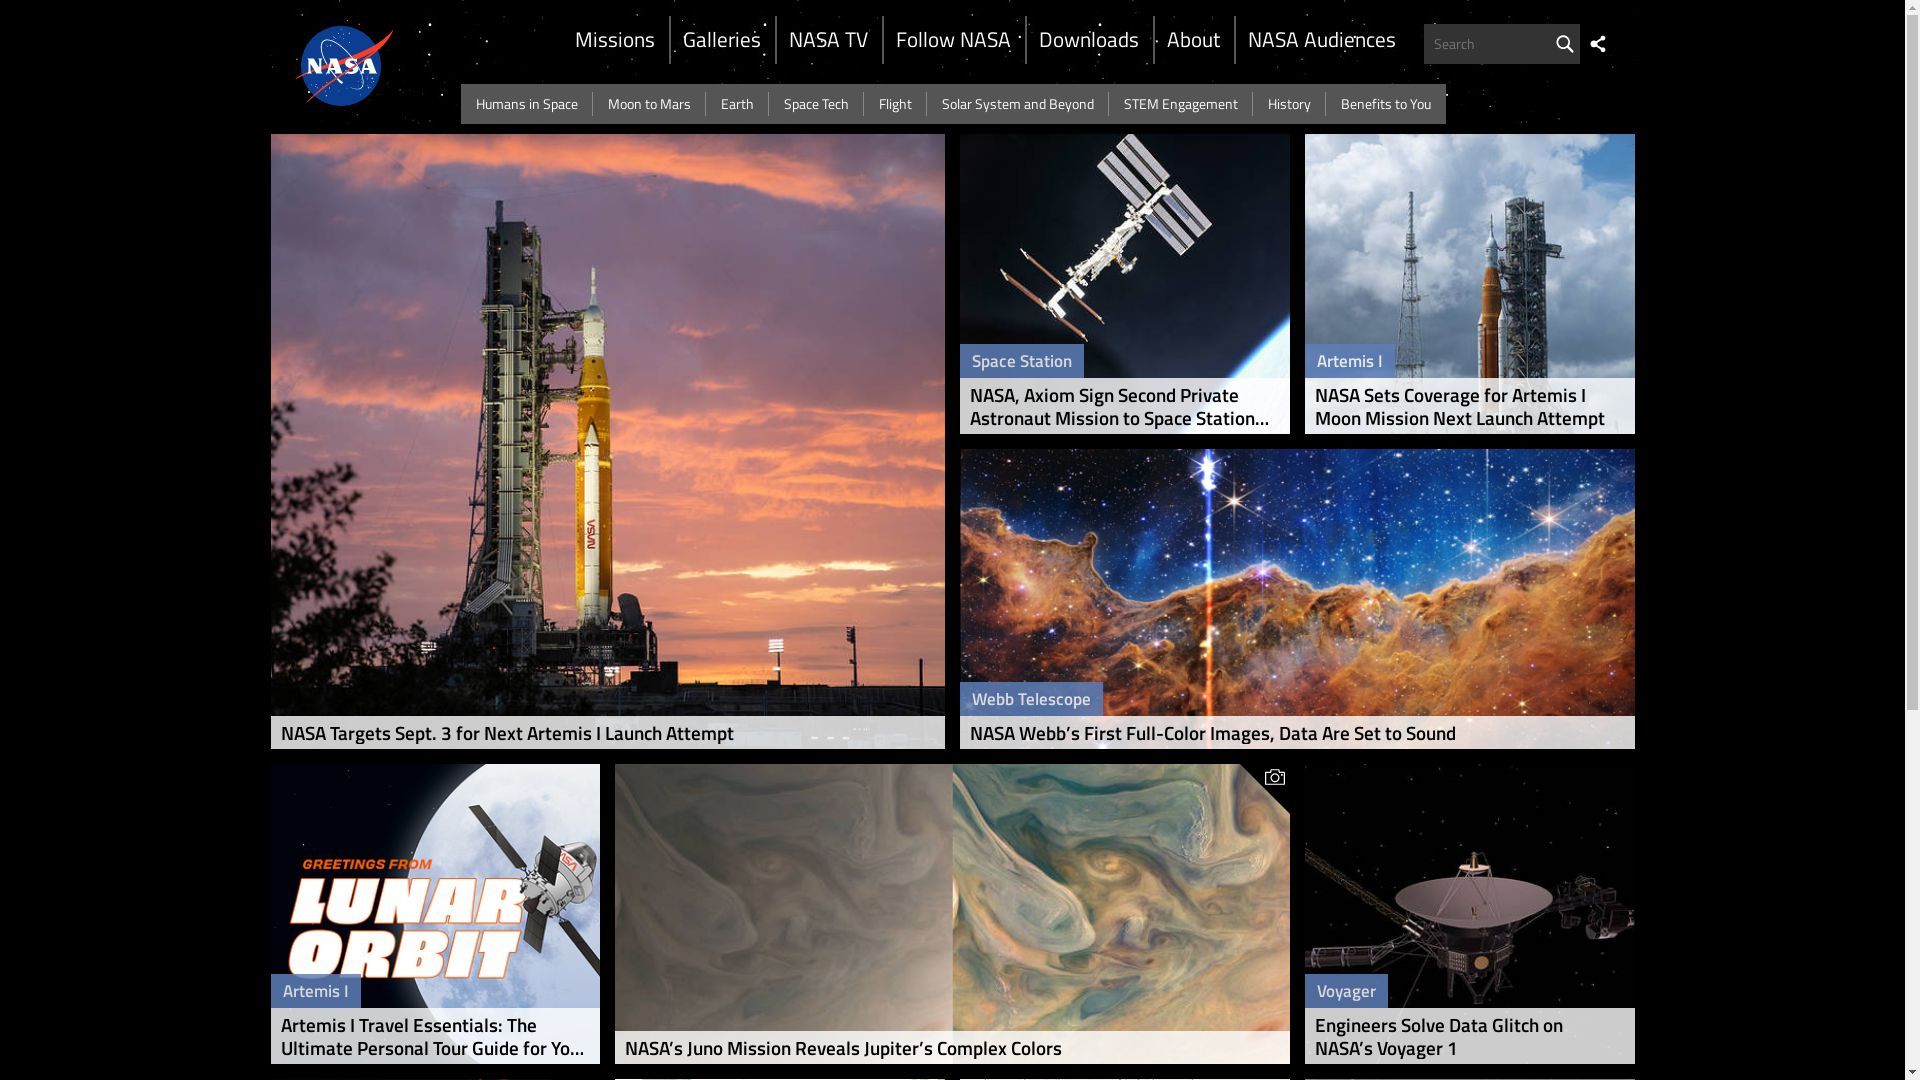 NASA
Missions
Galleries
NASA TV
Follow NASA
Downloads
About
NASA Audiences
Search
Humans in Space
Moon to Mars
Earth
Space Tech
Flight
Solar System and Beyond
STEM Engagement
History
Benefits to You
NASA
NASA Targets Sept. 3 for Next Artemis I Launch Attempt
Space Station
NASA, Axiom Sign Second Private
Astronaut Mission to Space Station...
Artemis I
NASA Sets Coverage for Artemis I
Moon Mission Next Launch Attempt
Webb Telescope
NASA Webb’s First Full-Color Images, Data Are Set to Sound
GREETINGS FROM
LUNAR
ORBIT
NASA
Artemis I
Artemis I Travel Essentials: The
Ultimate Personal Tour Guide for Yo...
NASA’s Juno Mission Reveals Jupiter’s Complex Colors
Voyager
Engineers Solve Data Glitch on
NASA’s Voyager 1